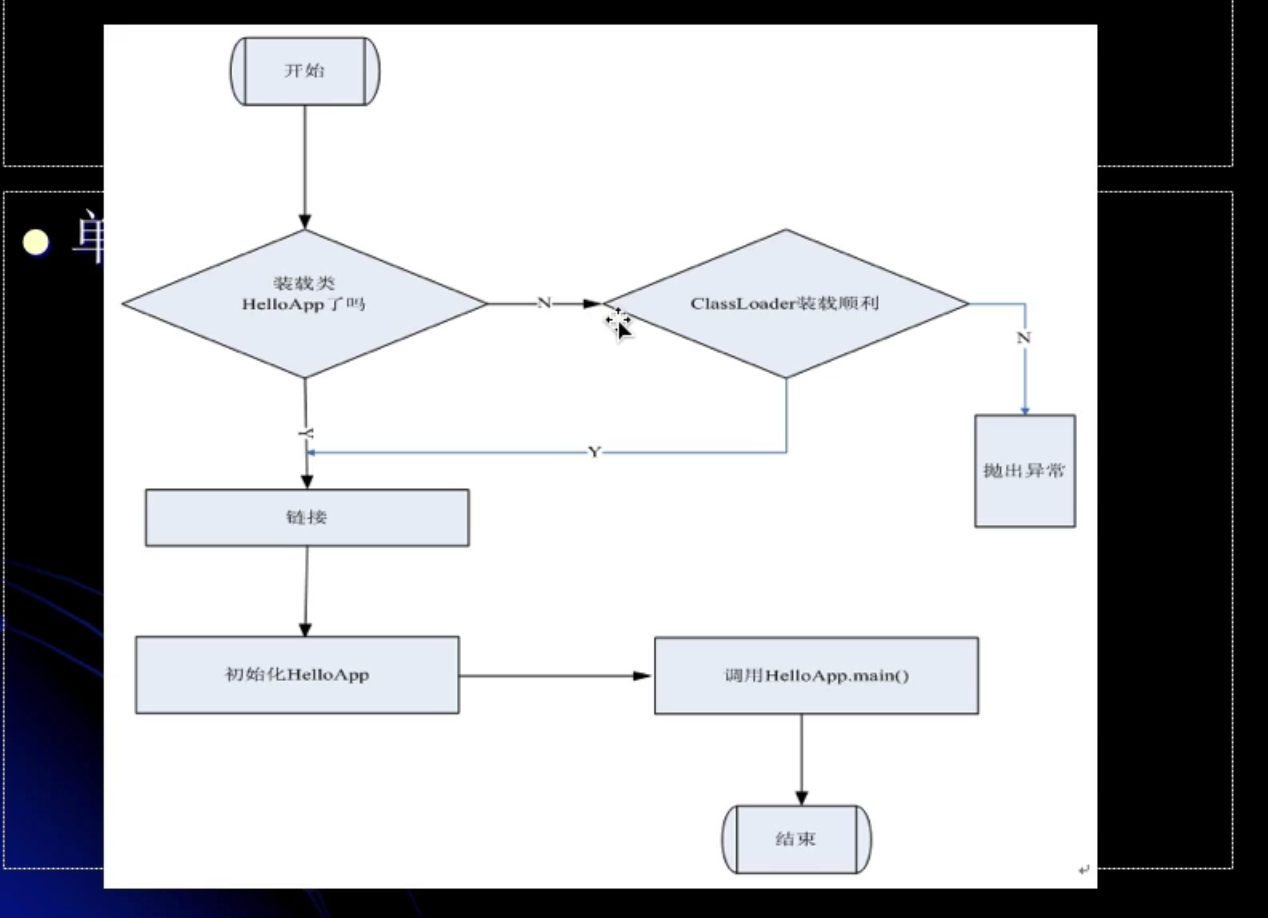 开始
单
装载类
HelloApp了吗
N
ClassLoader装载顺利
N
Y
Y
抛出异常
链接
初始化HelloApp
调用HelloApp.main()
结束